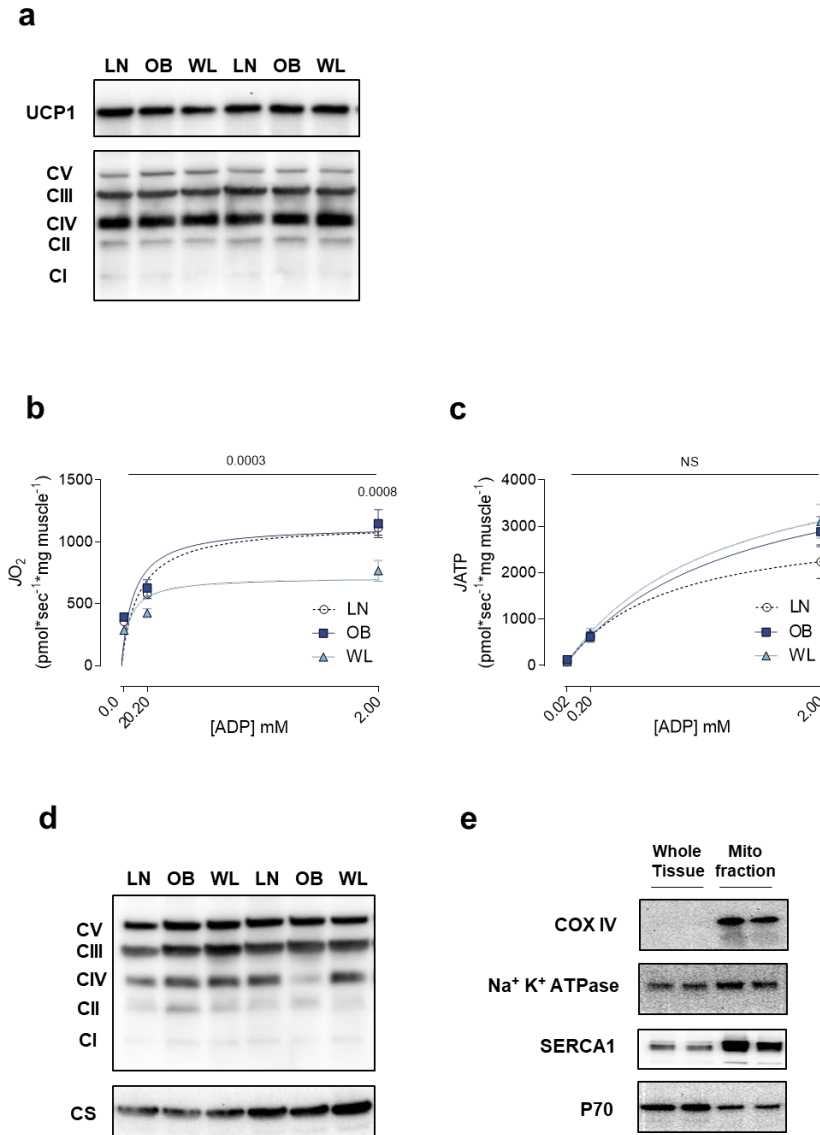 a
LN OB WL LN OB WL
UCP1
CV
CIII
CIV
CII
CI
b
0.0003
0.0008
1500
1000
500
0
JO₂
(pmol*sec⁻¹*mg muscle⁻¹)
LN
OB
WL
0.0
20.20
2.00
[ADP] mM
c
NS
4000
3000
2000
1000
0
JATP
(pmol*sec⁻¹*mg muscle⁻¹)
LN
OB
WL
0.02
0.20
2.00
[ADP] mM
d
LN OB WL LN OB WL
CV
CIII
CIV
CII
CI
CS
e
Whole Mito
Tissue fraction
COX IV
Na⁺ K⁺ ATPase
SERCA1
P70